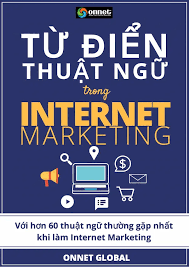 onnet
TỪ ĐIỂN
THUẬT NGỮ
trong
INTERNET
MARKETING
Với hơn 60 thuật ngữ thường gặp nhất
khi làm Internet Marketing
ONNET GLOBAL